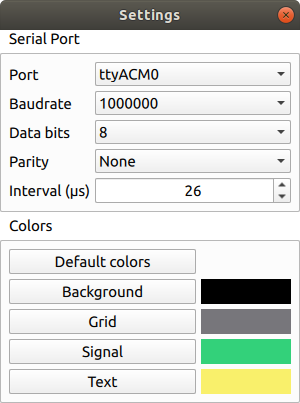 Settings
Serial Port
Port ttyACM0
Baudrate 1000000
Data bits 8
Parity None
Interval (µs) 26
Colors
Default colors
Background
Grid
Signal
Text